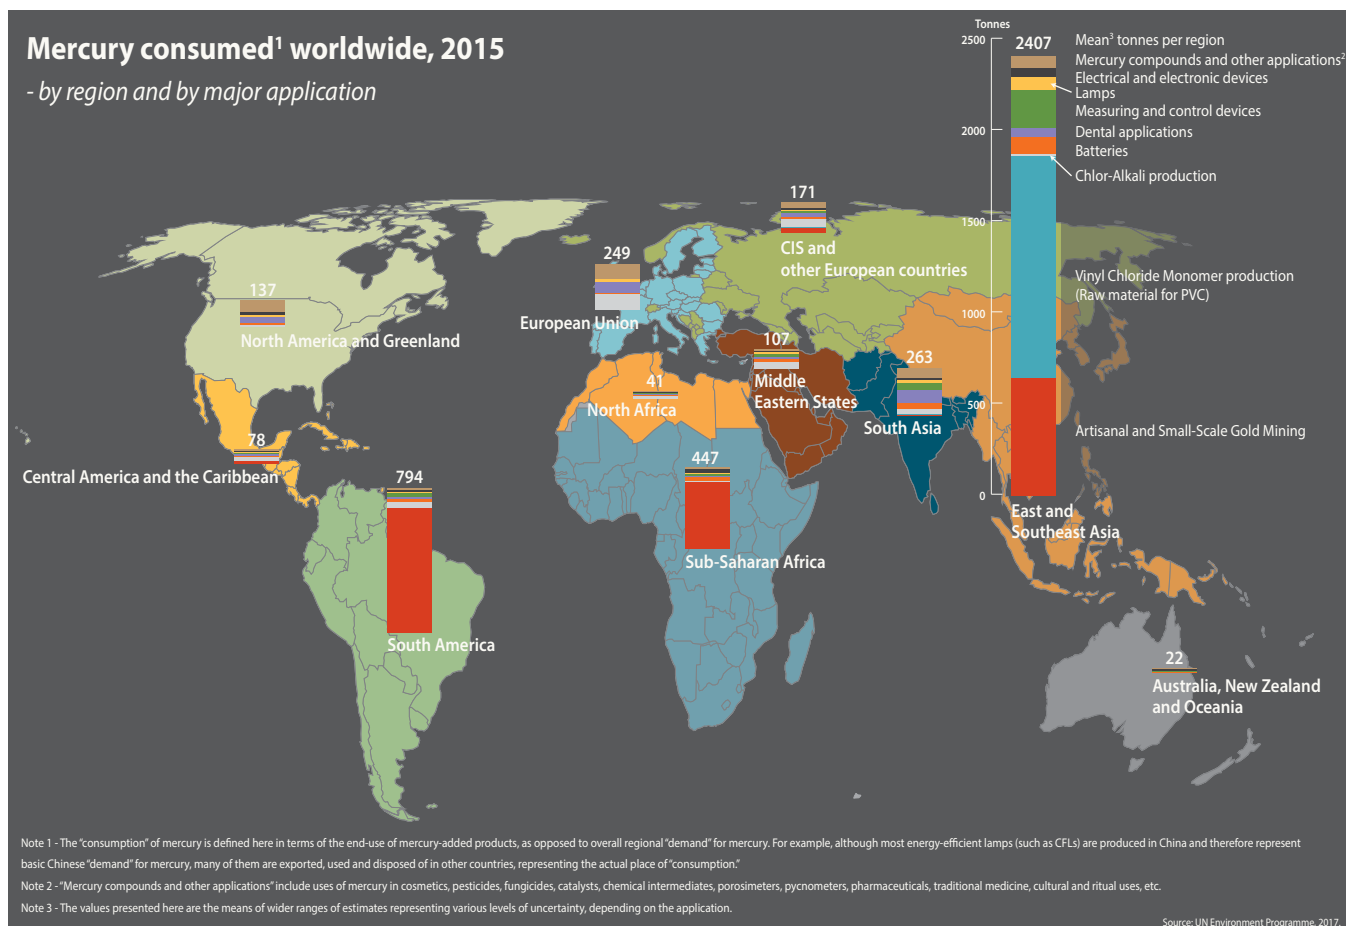 Mercury consumed¹ worldwide, 2015
- by region and by major application
Tonnes
2500
2000
1500
1000
500
0
2407
Mean³ tonnes per region
Mercury compounds and other applications²
Electrical and electronic devices
Lamps
Measuring and control devices
Dental applications
Batteries
Chlor-Alkali production
Vinyl Chloride Monomer production
(Raw material for PVC)
Artisanal and Small-Scale Gold Mining
East and
Southeast Asia
171
CIS and
other European countries
249
European Union
137
North America and Greenland
107
Middle
Eastern States
263
South Asia
41
North Africa
78
Central America and the Caribbean
794
South America
447
Sub-Saharan Africa
22
Australia, New Zealand
and Oceania
Note 1 - The “consumption” of mercury is defined here in terms of the end-use of mercury-added products, as opposed to overall regional “demand” for mercury. For example, although most energy-efficient lamps (such as CFLs) are produced in China and therefore represent
basic Chinese “demand” for mercury, many of them are exported, used and disposed of in other countries, representing the actual place of “consumption.”
Note 2 - “Mercury compounds and other applications” include uses of mercury in cosmetics, pesticides, fungicides, catalysts, chemical intermediates, porosimeters, pycnometers, pharmaceuticals, traditional medicine, cultural and ritual uses, etc.
Note 3 - The values presented here are the means of wider ranges of estimates representing various levels of uncertainty, depending on the application.
Source: UN Environment Programme, 2017.